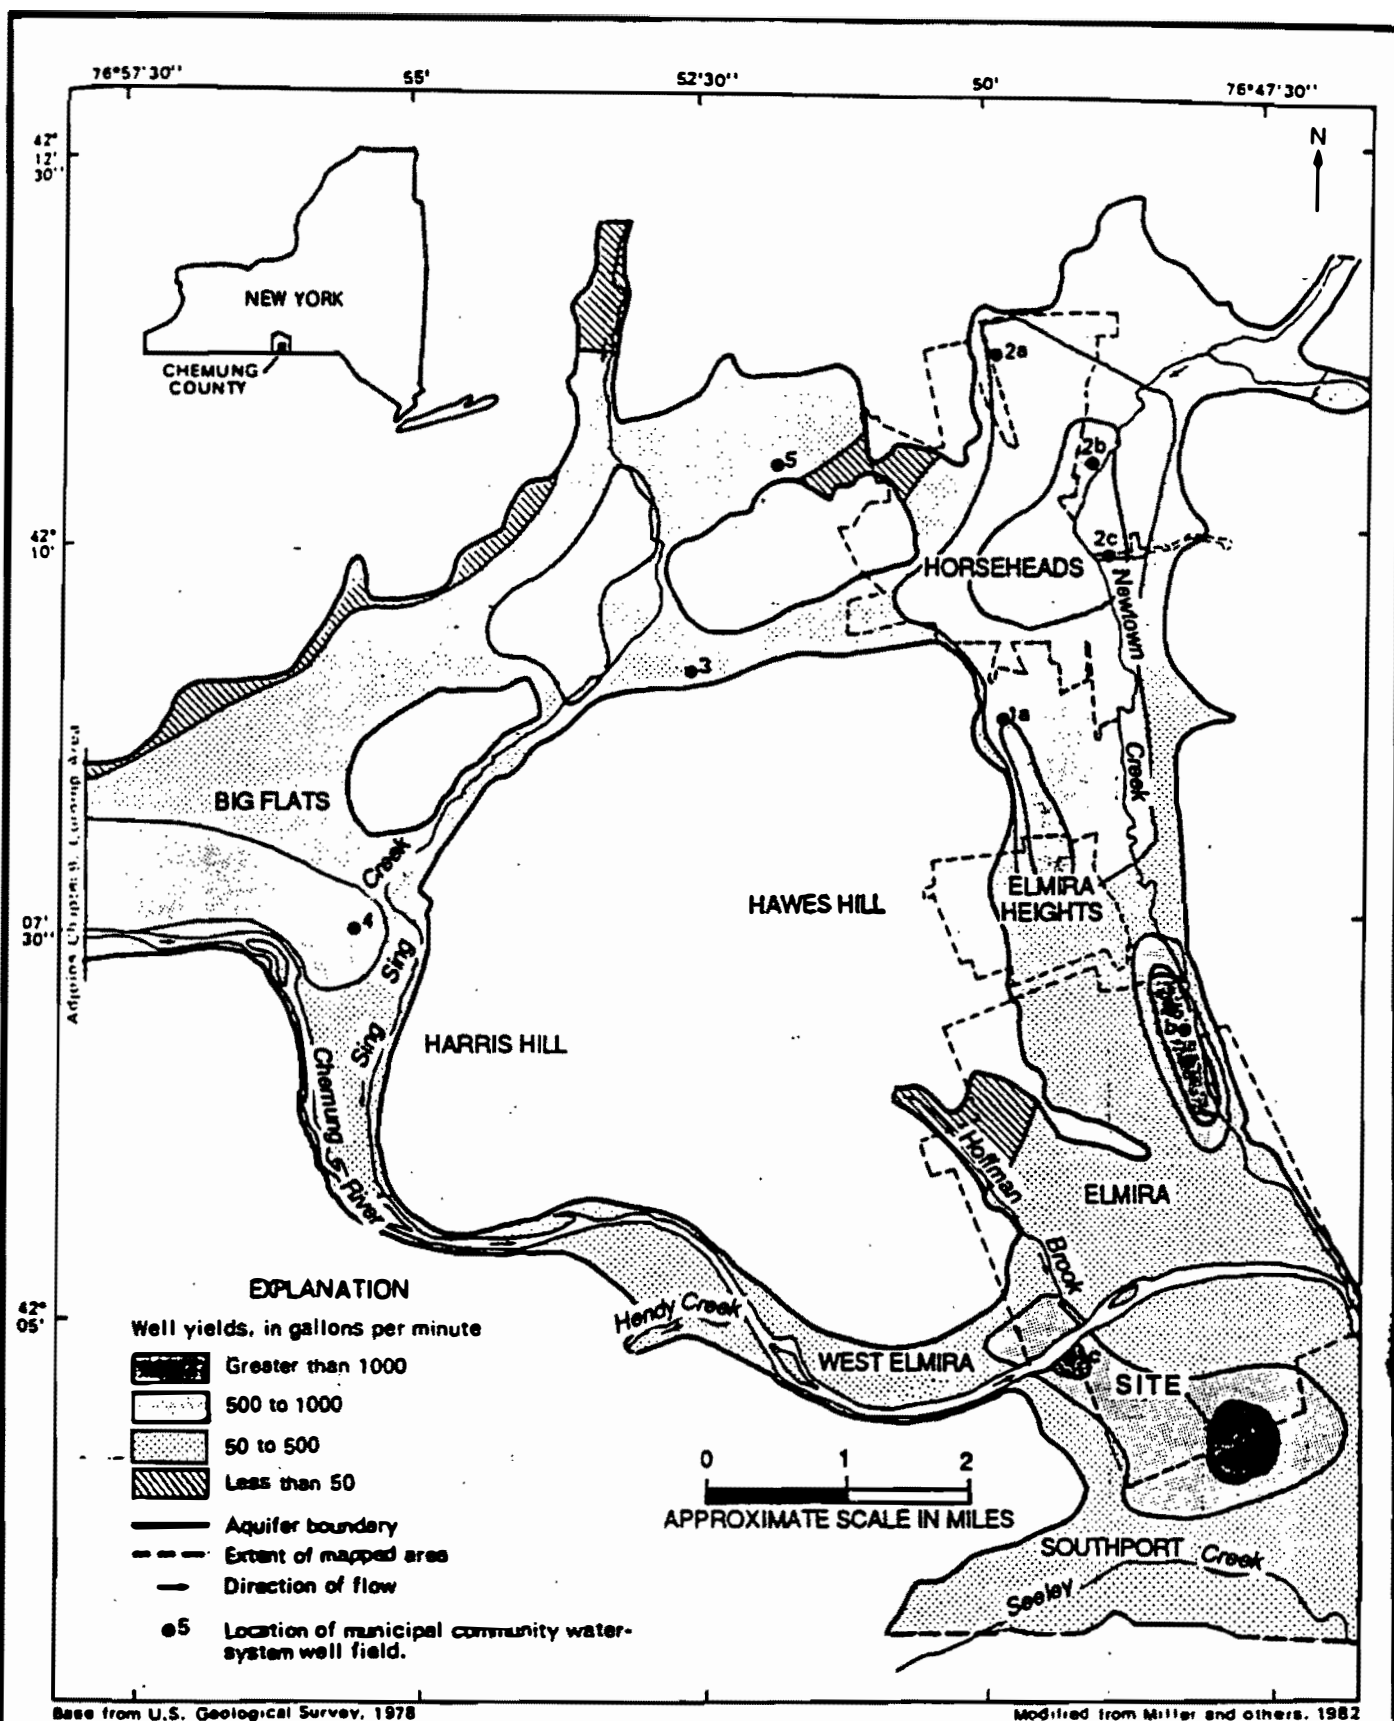 76°57'30''
55'
52'30''
50'
76°47'30''
42°
12'
30''
N
NEW YORK
CHEMUNG
COUNTY
2a
5
2b
42°
10'
2c
HORSEHEADS
Newtown
3
1a
Creek
BIG FLATS
Creek
ELMIRA
HEIGHTS
HAWES HILL
07'
30''
4
Sing
Sing
HARRIS HILL
Chemung
River
Hoffman
ELMIRA
Brook
EXPLANATION
42°
05'
Well yields, in gallons per minute
Hendy Creek
WEST ELMIRA
SITE
Greater than 1000
500 to 1000
50 to 500
Less than 50
0 1 2
APPROXIMATE SCALE IN MILES
Aquifer boundary
Extent of mapped area
Direction of flow
SOUTHPORT
Creek
Seeley
5 Location of municipal community water-
system well field.
Base from U.S. Geological Survey, 1978
Modified from Miller and others, 1982